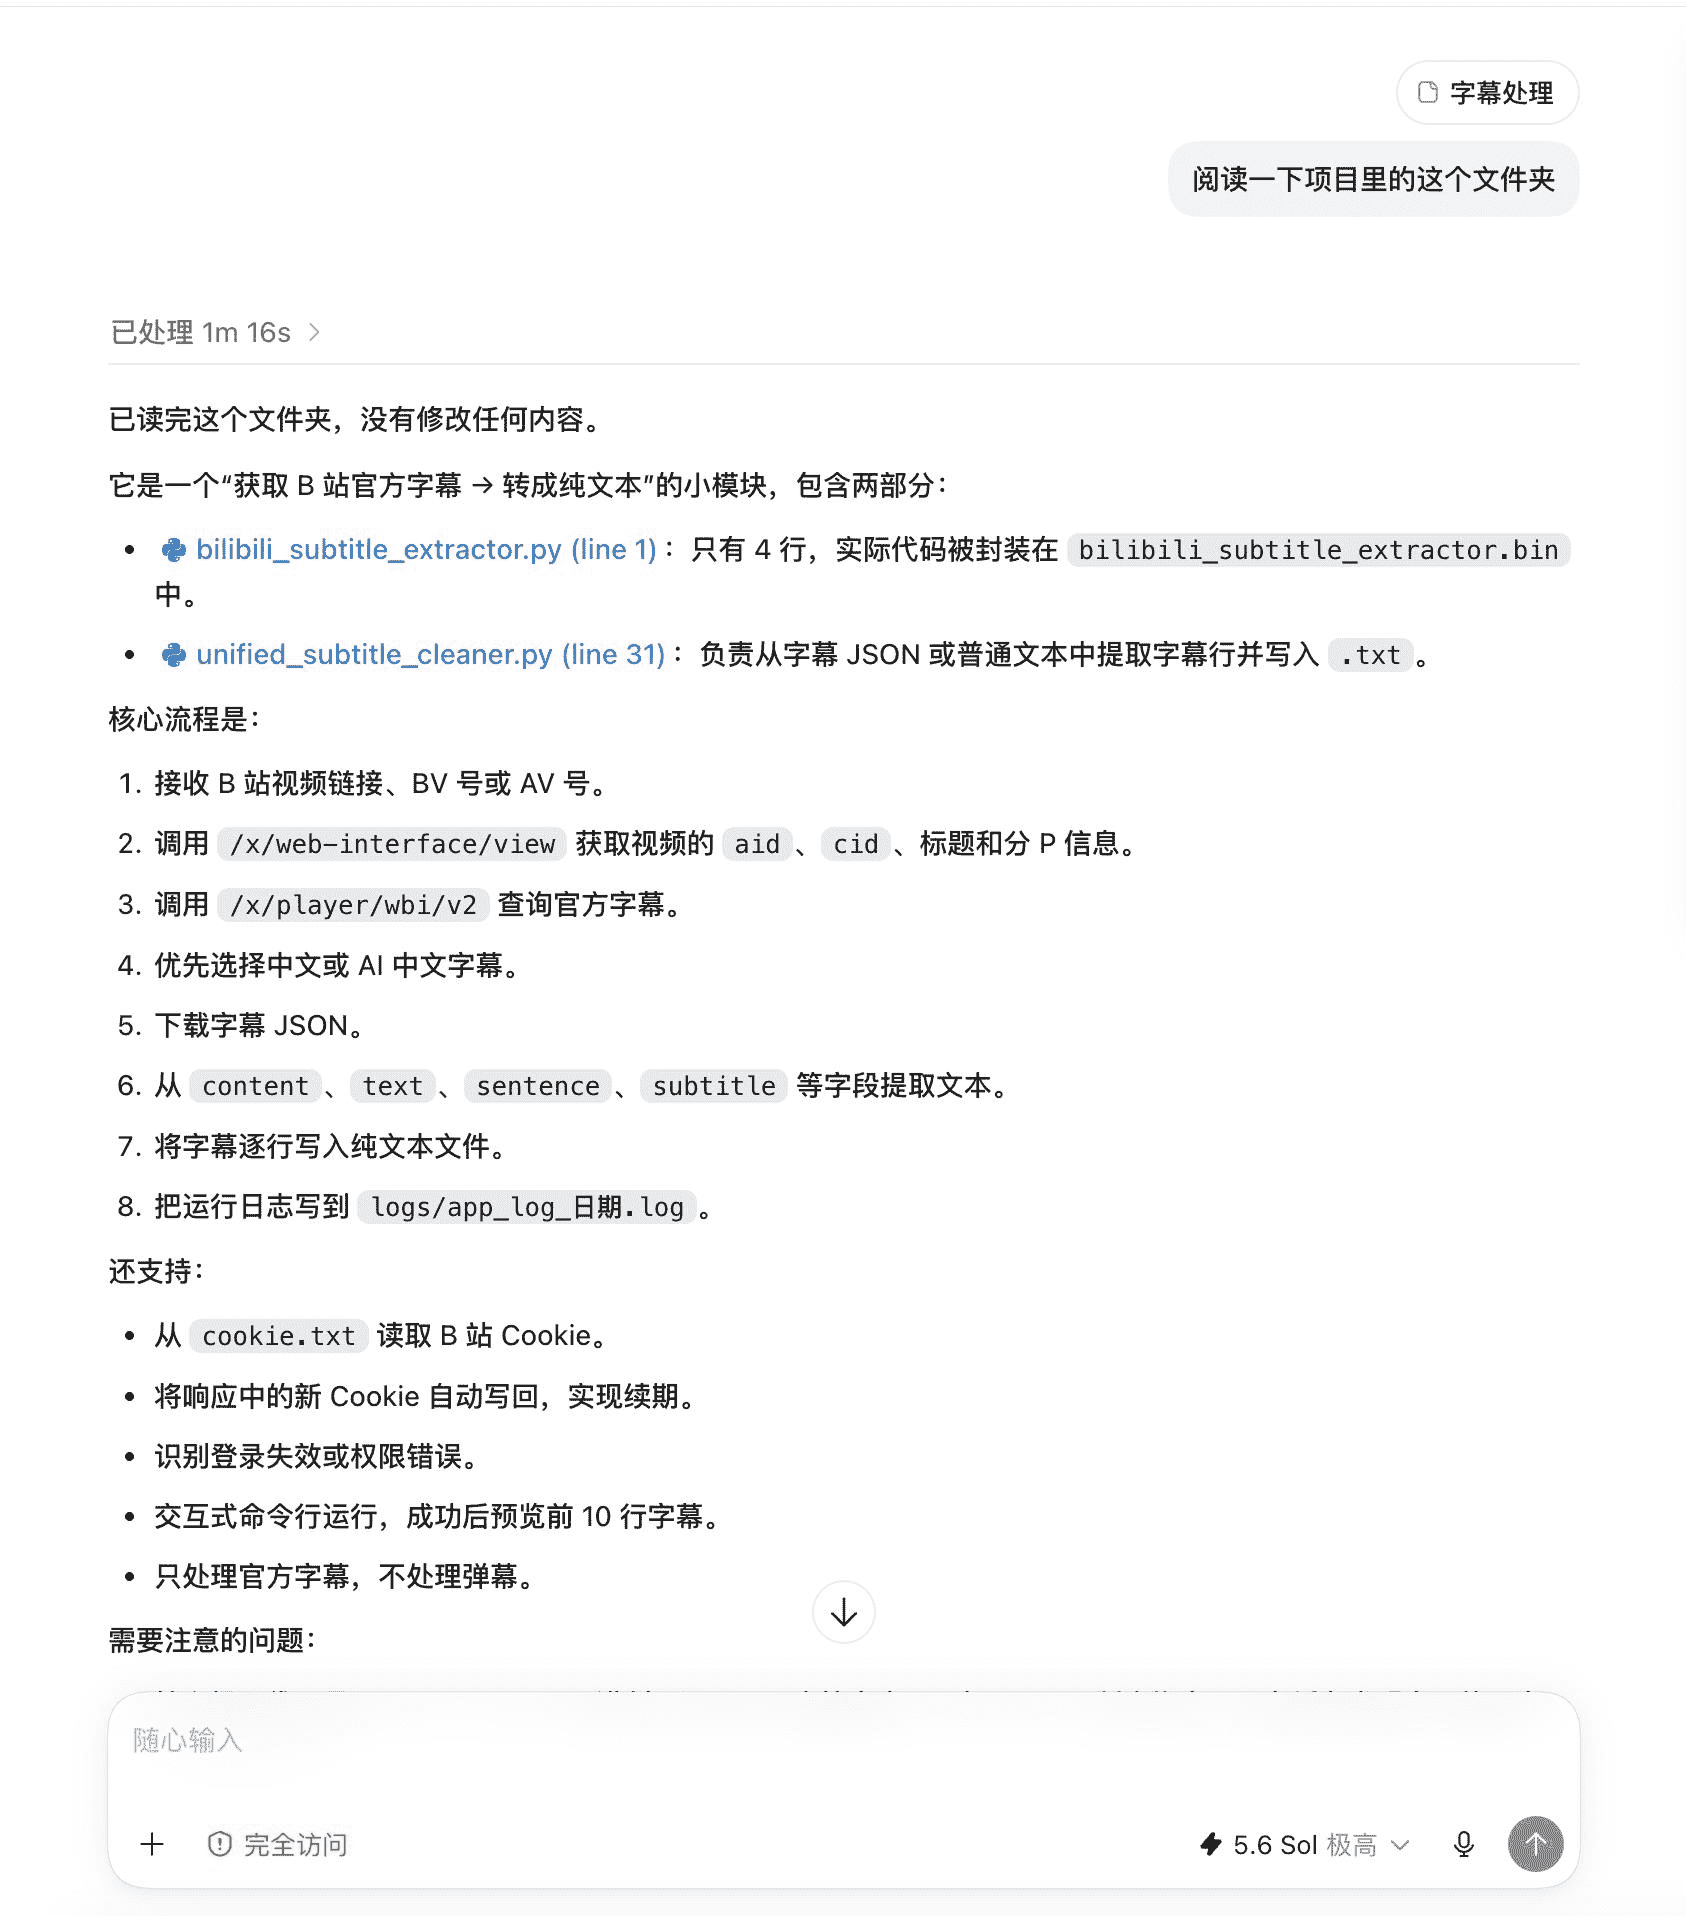 字幕处理
阅读一下项目里的这个文件夹
已处理 1m 16s
已读完这个文件夹，没有修改任何内容。
它是一个“获取 B 站官方字幕 → 转成纯文本”的小模块，包含两部分：
• bilibili_subtitle_extractor.py (line 1)： 只有 4 行，实际代码被封装在 bilibili_subtitle_extractor.bin
中。
• unified_subtitle_cleaner.py (line 31)： 负责从字幕 JSON 或普通文本中提取字幕行并写入 .txt 。
核心流程是：
1. 接收 B 站视频链接、BV 号或 AV 号。
2. 调用 /x/web-interface/view 获取视频的 aid 、 cid 、标题和分 P 信息。
3. 调用 /x/player/wbi/v2 查询官方字幕。
4. 优先选择中文或 AI 中文字幕。
5. 下载字幕 JSON。
6. 从 content 、 text 、 sentence 、 subtitle 等字段提取文本。
7. 将字幕逐行写入纯文本文件。
8. 把运行日志写到 logs/app_log_日期.log 。
还支持：
• 从 cookie.txt 读取 B 站 Cookie。
• 将响应中的新 Cookie 自动写回，实现续期。
• 识别登录失效或权限错误。
• 交互式命令行运行，成功后预览前 10 行字幕。
• 只处理官方字幕，不处理弹幕。
需要注意的问题：
随心输入
完全访问
5.6 Sol 极高